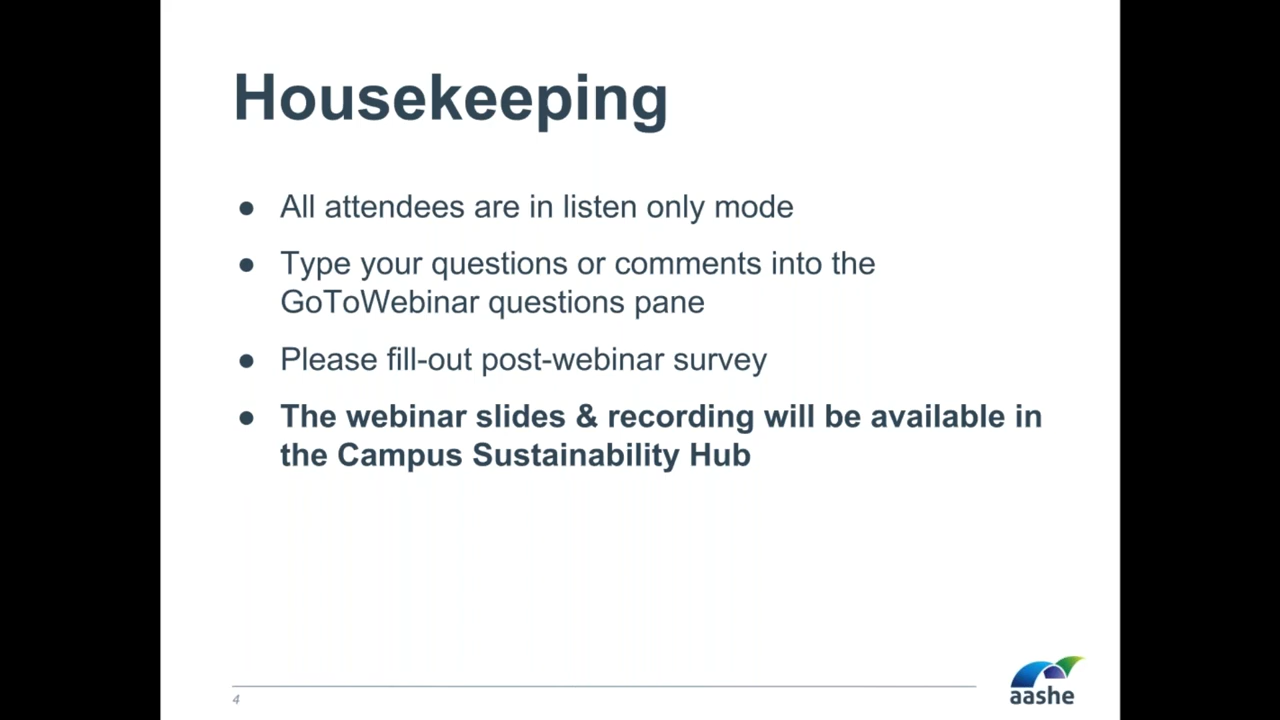 Housekeeping
● All attendees are in listen only mode
● Type your questions or comments into the
GoToWebinar questions pane
● Please fill-out post-webinar survey
● The webinar slides & recording will be available in
the Campus Sustainability Hub
4
aashe